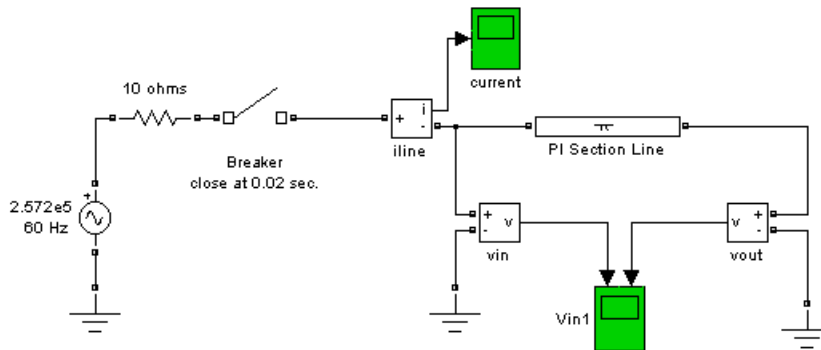 current
10 ohms
i
+
-
iline
PI Section Line
Breaker
close at 0.02 sec.
+
2.572e5
60 Hz
+
-
v
vin
v
+
-
vout
Vin1